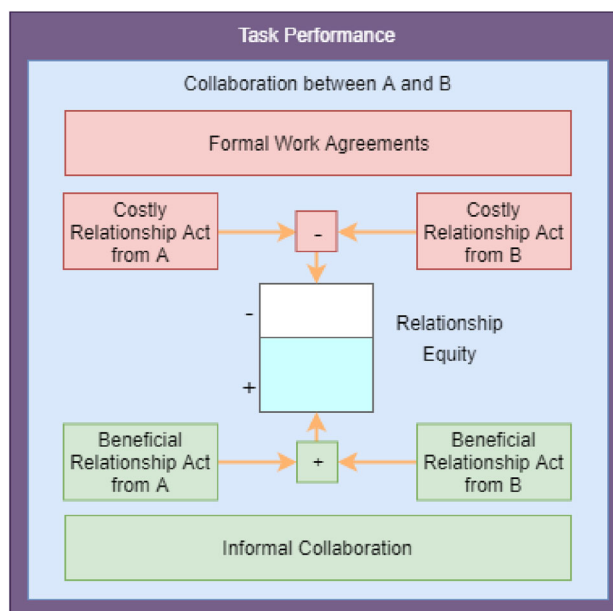 Task Performance
Collaboration between A and B
Formal Work Agreements
Costly
Relationship Act
from A
-
Costly
Relationship Act
from B
-
Relationship
Equity
+
Beneficial
Relationship Act
from A
+
Beneficial
Relationship Act
from B
Informal Collaboration